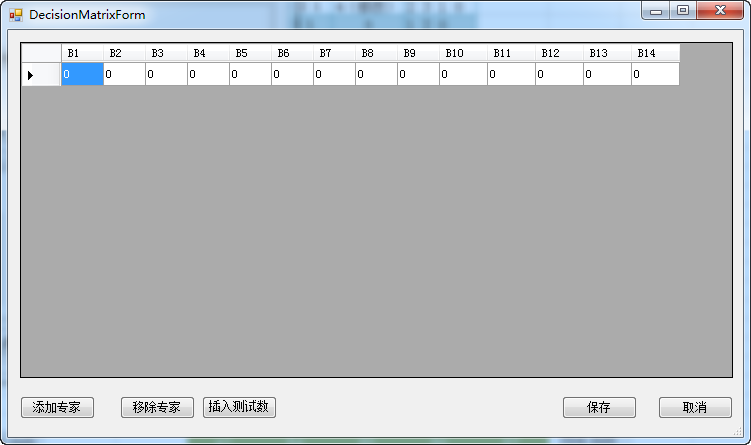 DecisionMatrixForm
B1 B2 B3 B4 B5 B6 B7 B8 B9 B10 B11 B12 B13 B14
0 0 0 0 0 0 0 0 0 0 0 0 0 0
添加专家 移除专家 插入测试数 保存 取消